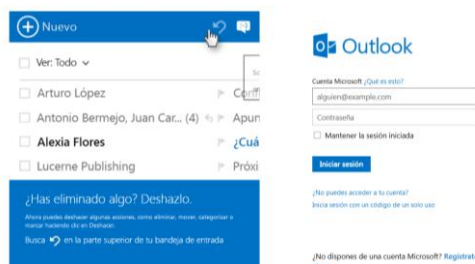 Nuevo
Ver: Todo
Arturo López
Antonio Bermejo, Juan Car... (4)
Apun
Alexia Flores
¿Cuá
Lucerne Publishing
Próxi
¿Has eliminado algo? Deshazlo.
Ahora puedes deshacer algunas acciones, como eliminar, mover, categorizar o
marcar haciendo clic en Deshacer.
Busca en la parte superior de tu bandeja de entrada
Outlook
Cuenta Microsoft ¿Qué es esto?
alguien@example.com
Contraseña
Mantener la sesión iniciada
Iniciar sesión
¿No puedes acceder a tu cuenta?
Inicia sesión con un código de un solo uso
¿No dispones de una cuenta Microsoft? Regístrat